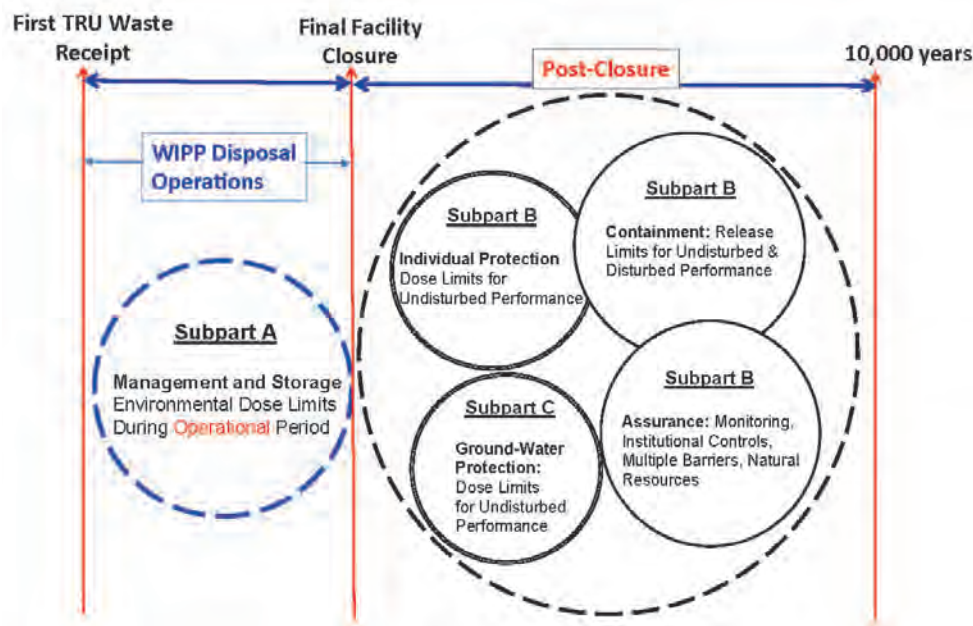 First TRU Waste
Receipt
Final Facility
Closure
Post-Closure
10,000 years
WIPP Disposal
Operations
Subpart A
Management and Storage
Environmental Dose Limits
During Operational Period
Subpart B
Individual Protection
Dose Limits for
Undisturbed Performance
Subpart B
Containment: Release
Limits for Undisturbed &
Disturbed Performance
Subpart C
Ground-Water
Protection:
Dose Limits
for Undisturbed
Performance
Subpart B
Assurance: Monitoring,
Institutional Controls,
Multiple Barriers, Natural
Resources